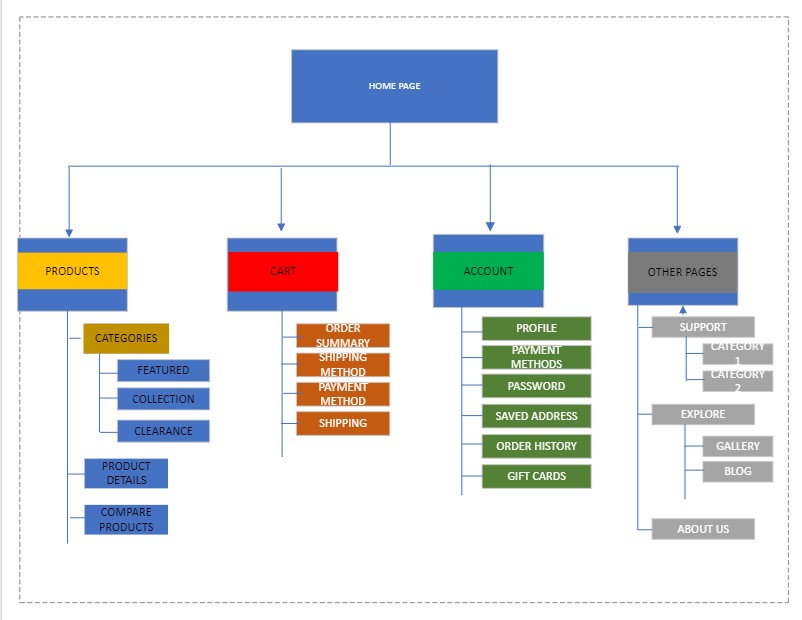 HOME PAGE
PRODUCTS
CART
ACCOUNT
OTHER PAGES
CATEGORIES
FEATURED
COLLECTION
CLEARANCE
PRODUCT
DETAILS
COMPARE
PRODUCTS
ORDER
SUMMARY
SHIPPING
METHOD
PAYMENT
METHOD
SHIPPING
PROFILE
PAYMENT
METHODS
PASSWORD
SAVED ADDRESS
ORDER HISTORY
GIFT CARDS
SUPPORT
CATEGORY
1
CATEGORY
2
EXPLORE
GALLERY
BLOG
ABOUT US